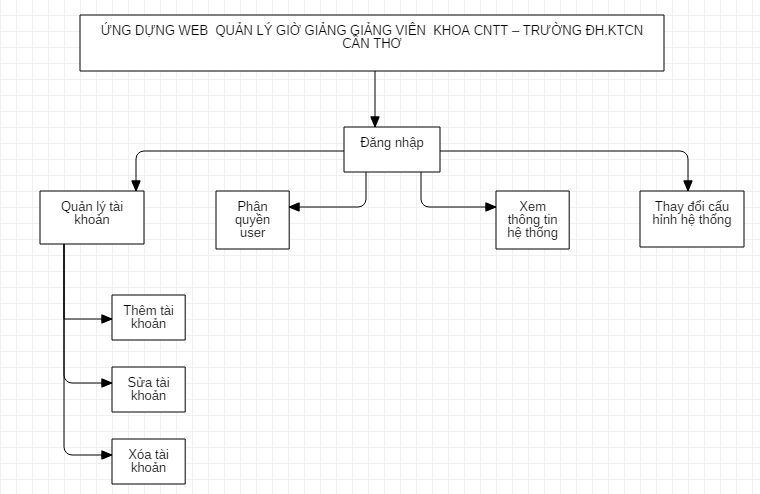 ỨNG DỤNG WEB  QUẢN LÝ GIỜ GIẢNG GIẢNG VIÊN  KHOA CNTT – TRƯỜNG ĐH.KTCN
CẦN THƠ
Đăng nhập
Quản lý tài
khoản
Phân
quyền
user
Xem
thông tin
hệ thống
Thay đổi cấu
hình hệ thống
Thêm tài
khoản
Sửa tài
khoản
Xóa tài
khoản